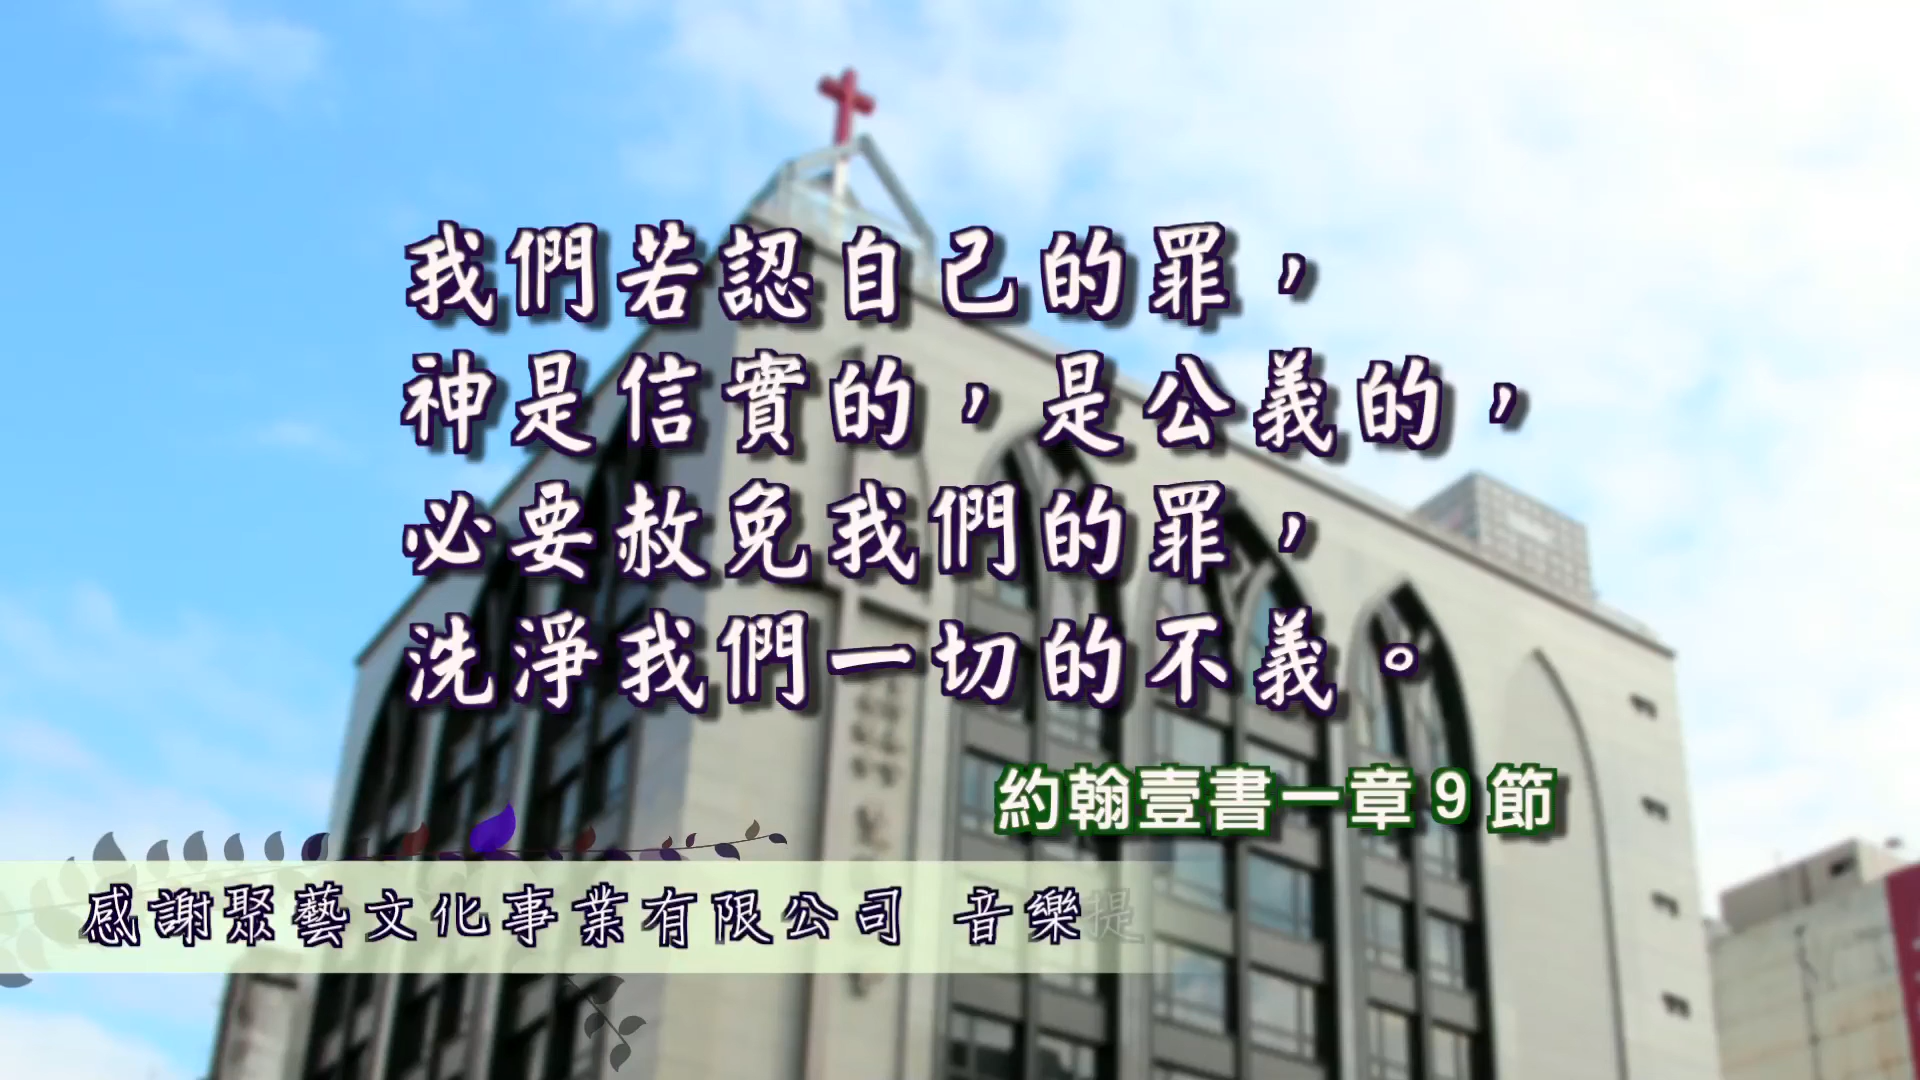 我們若認自己的罪，
神是信實的，是公義的，
必要赦免我們的罪，
洗淨我們一切的不義。
約翰壹書一章9節
感謝聚藝文化事業有限公司 音樂提